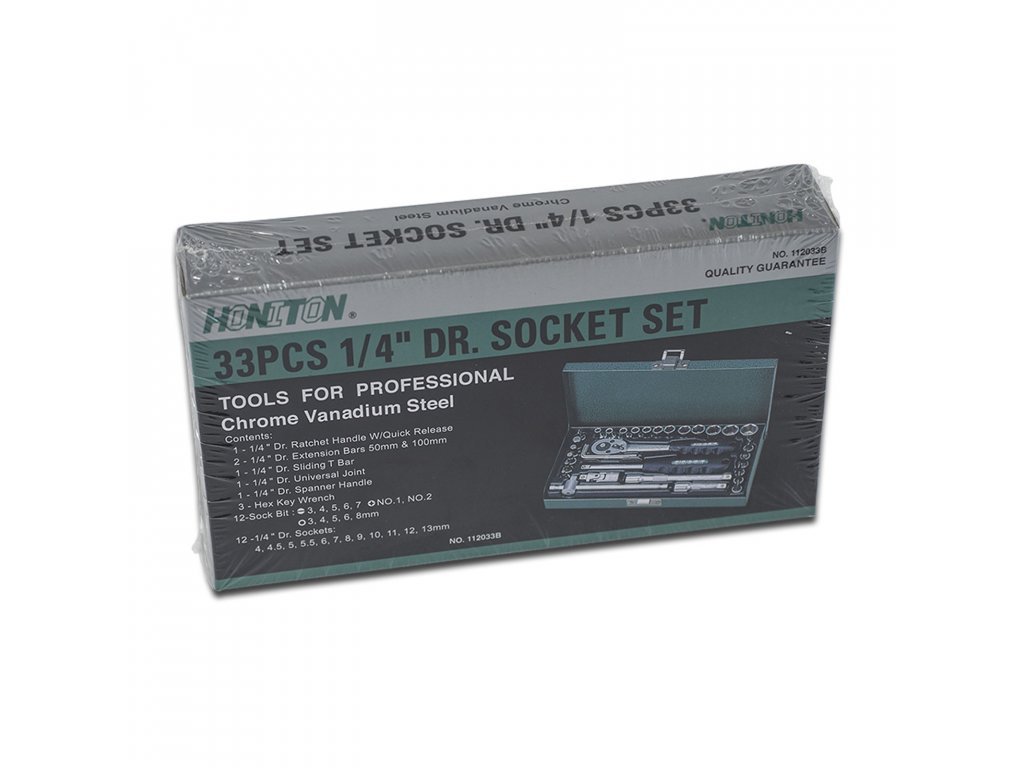 33PCS 1/4" DR. SOCKET SET
Chrome Vanadium Steel
HONITON
NO. 112033B
QUALITY GUARANTEE
HONITON ®
33PCS 1/4" DR. SOCKET SET
TOOLS FOR PROFESSIONAL
Chrome Vanadium Steel
Contents:
1 - 1/4" Dr. Ratchet Handle W/Quick Release
2 - 1/4" Dr. Extension Bars 50mm & 100mm
1 - 1/4" Dr. Sliding T Bar
1 - 1/4" Dr. Universal Joint
1 - 1/4" Dr. Spanner Handle
3 - Hex Key Wrench
12-Sock Bit : 3, 4, 5, 6, 7 NO.1, NO.2
3, 4, 5, 6, 8mm
12 -1/4" Dr. Sockets:
4, 4.5, 5, 5.5, 6, 7, 8, 9, 10, 11, 12, 13mm
NO. 112033B